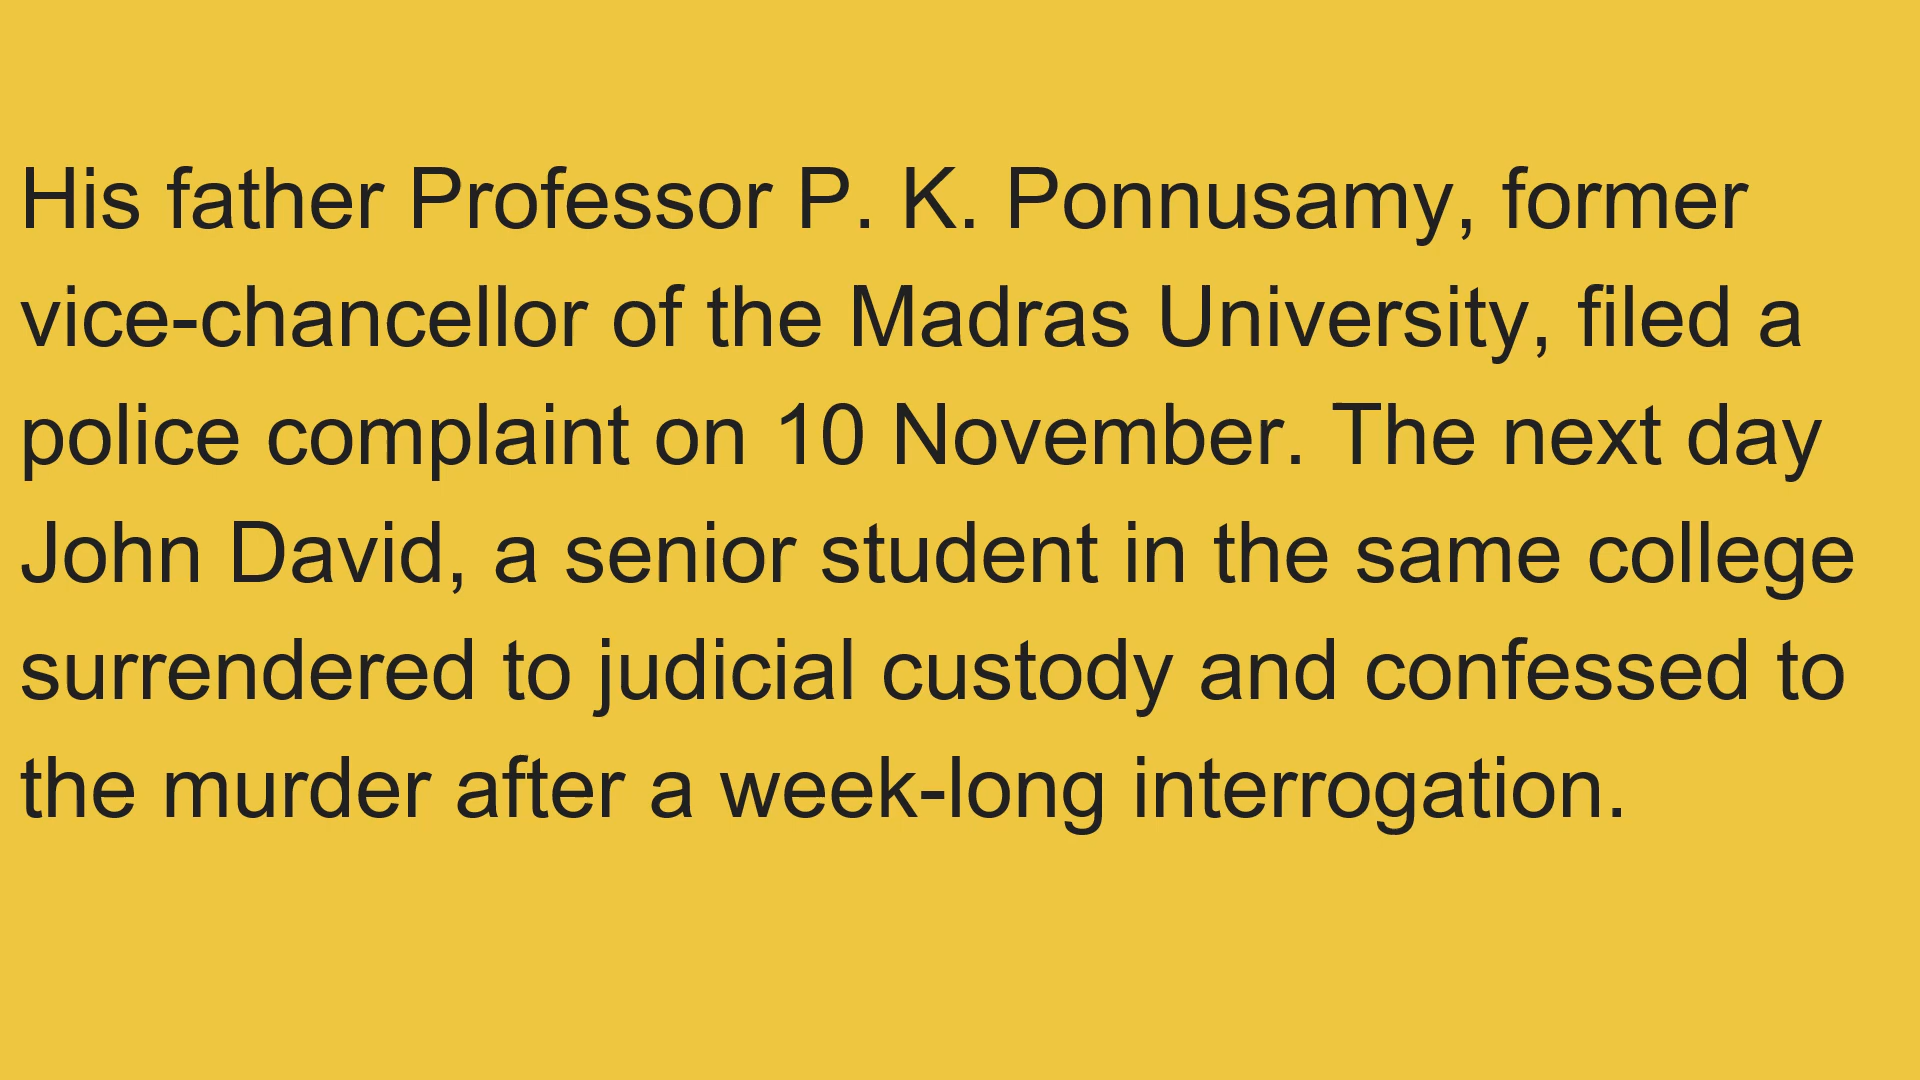 His father Professor P. K. Ponnusamy, former
vice-chancellor of the Madras University, filed a
police complaint on 10 November. The next day
John David, a senior student in the same college
surrendered to judicial custody and confessed to
the murder after a week-long interrogation.